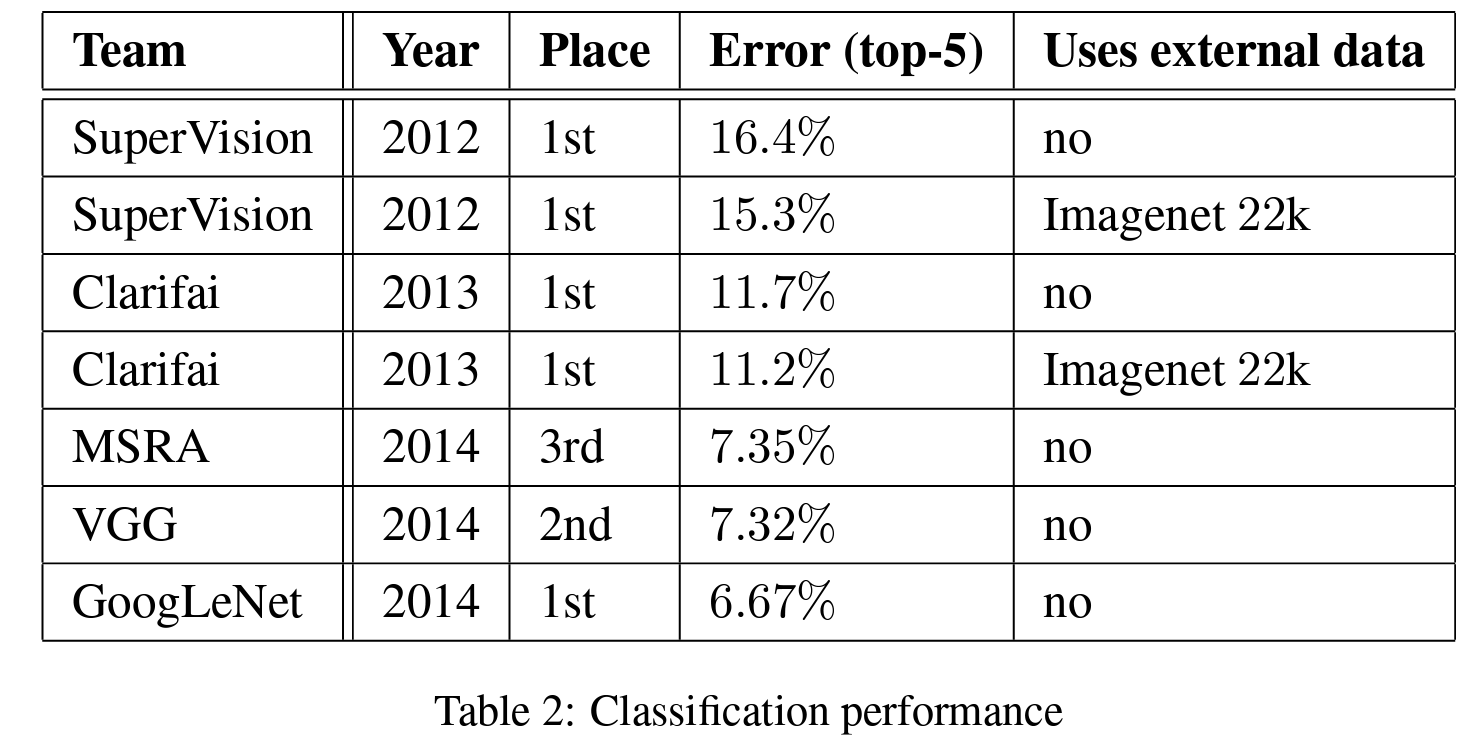 Team Year Place Error (top-5) Uses external data
SuperVision 2012 1st 16.4% no
SuperVision 2012 1st 15.3% Imagenet 22k
Clarifai 2013 1st 11.7% no
Clarifai 2013 1st 11.2% Imagenet 22k
MSRA 2014 3rd 7.35% no
VGG 2014 2nd 7.32% no
GoogLeNet 2014 1st 6.67% no
Table 2: Classification performance